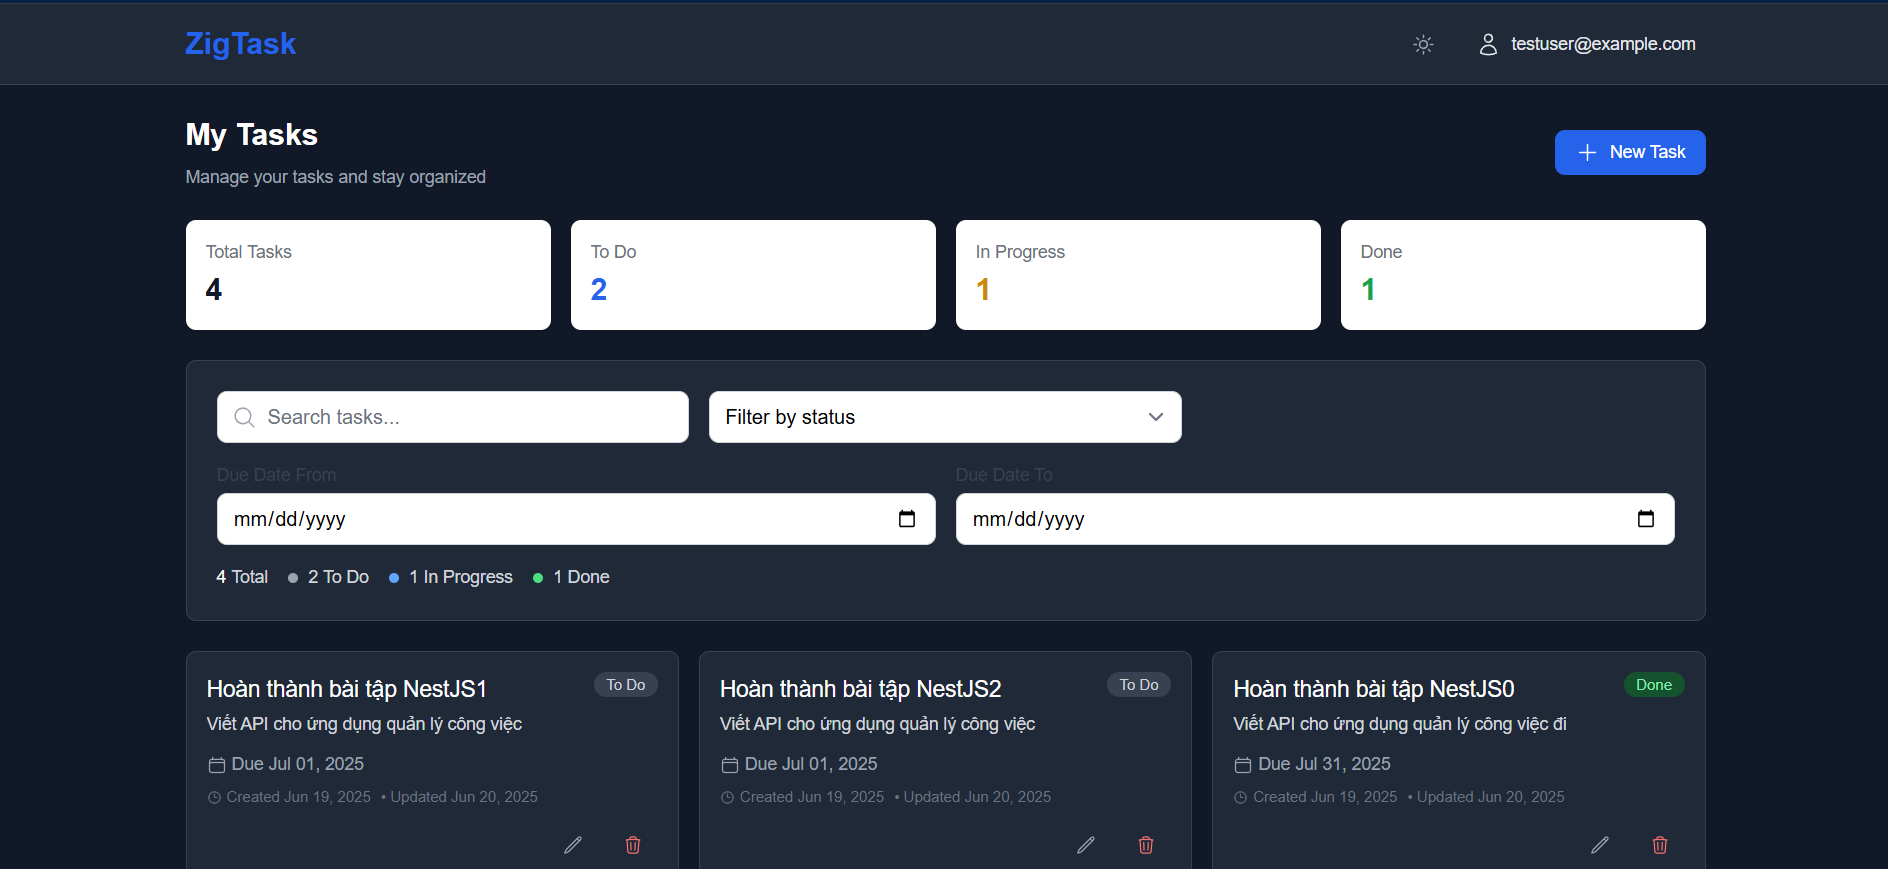 ZigTask
testuser@example.com
My Tasks
Manage your tasks and stay organized
New Task
Total Tasks
4
To Do
2
In Progress
1
Done
1
Search tasks...
Filter by status
Due Date From
mm/dd/yyyy
Due Date To
mm/dd/yyyy
4 Total
2 To Do
1 In Progress
1 Done
Hoàn thành bài tập NestJS1
To Do
Viết API cho ứng dụng quản lý công việc
Due Jul 01, 2025
Created Jun 19, 2025 • Updated Jun 20, 2025
Hoàn thành bài tập NestJS2
To Do
Viết API cho ứng dụng quản lý công việc
Due Jul 01, 2025
Created Jun 19, 2025 • Updated Jun 20, 2025
Hoàn thành bài tập NestJS0
Done
Viết API cho ứng dụng quản lý công việc đi
Due Jul 31, 2025
Created Jun 19, 2025 • Updated Jun 20, 2025